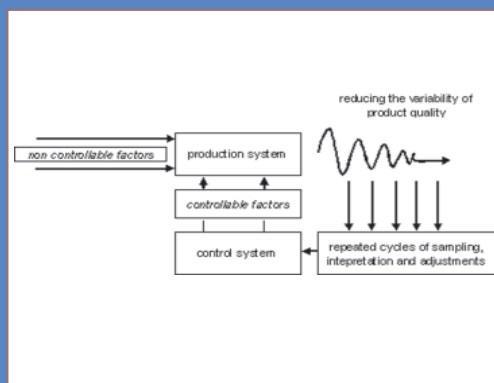 reducing the variability of
product quality
non controllable factors
production system
controllable factors
control system
repeated cycles of sampling,
intepretation and adjustments